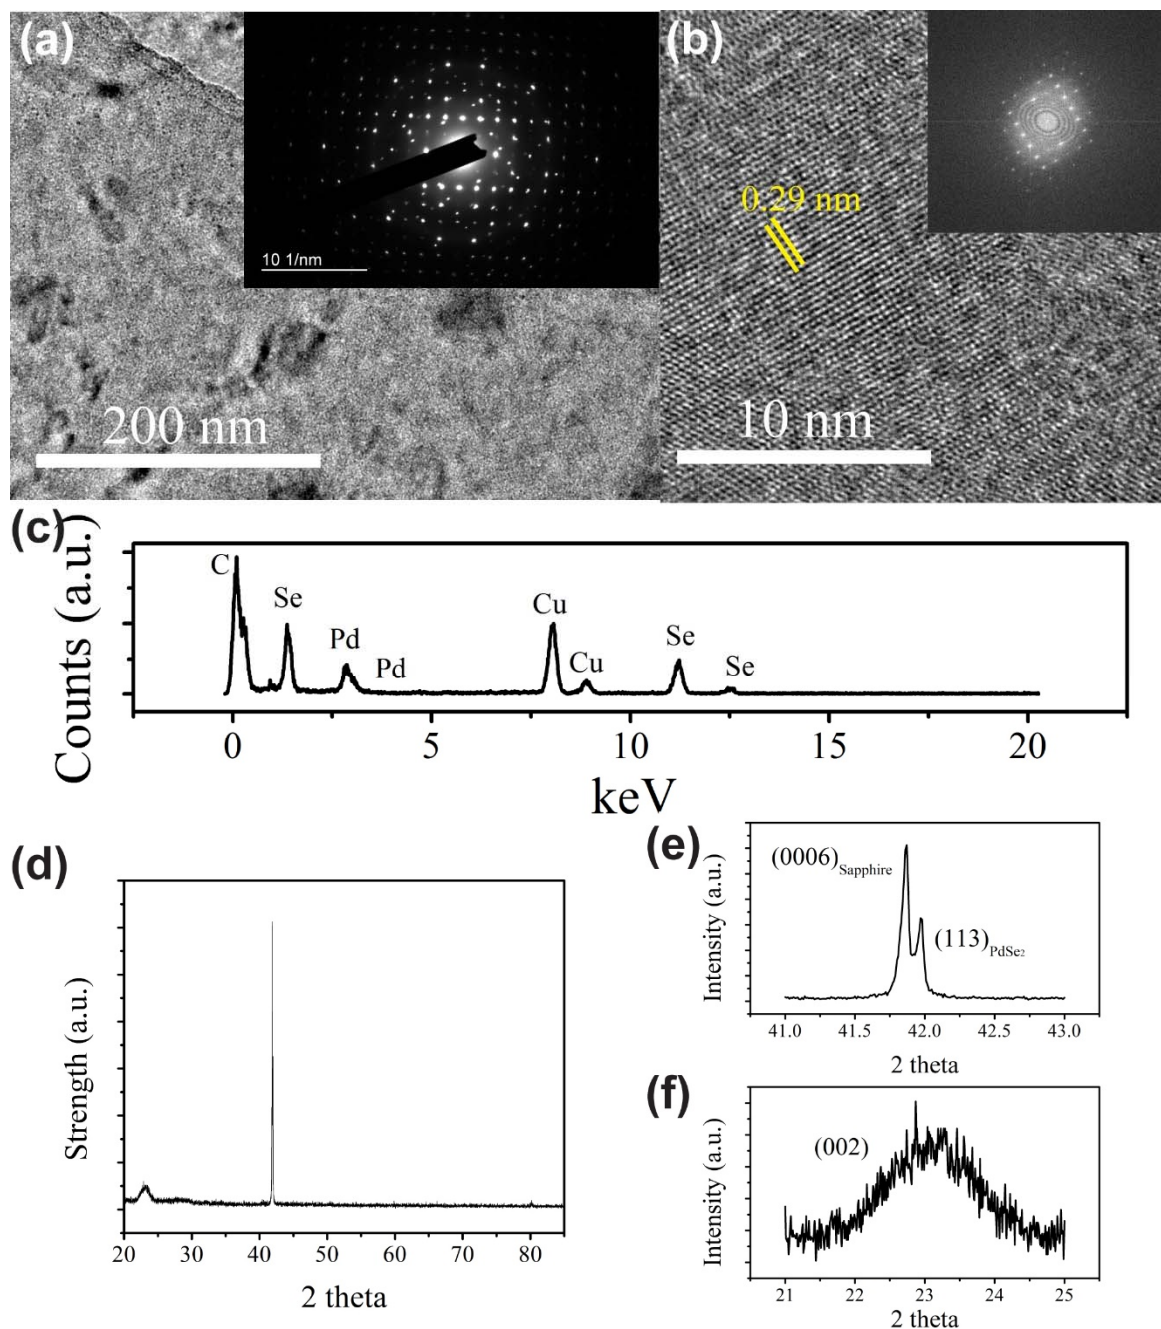 (a)
10 1/nm
200 nm
(b)
0.29 nm
10 nm
(c)
Counts (a.u.)
C
Se
Pd
Pd
Cu
Cu
Se
Se
0 5 10 15 20
keV
(d)
Strength (a.u.)
20 30 40 50 60 70 80
2 theta
(e)
Intensity (a.u.)
(0006)Sapphire
(113)PdSe₂
41.0 41.5 42.0 42.5 43.0
2 theta
(f)
Intensity (a.u.)
(002)
21 22 23 24 25
2 theta